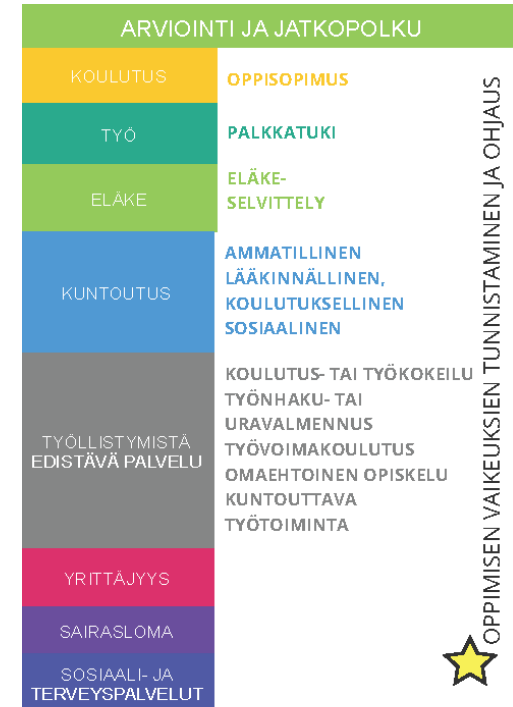 ARVIOINTI JA JATKOPOLKU
KOULUTUS
OPPISOPIMUS
TYÖ
PALKKATUKI
ELÄKE
ELÄKE-
SELVITTELY
KUNTOUTUS
AMMATILLINEN
LÄÄKINNÄLLINEN,
KOULUTUKSELLINEN
SOSIAALINEN
TYÖLLISTYMISTÄ
EDISTÄVÄ PALVELU
KOULUTUS- TAI TYÖKOKEILU
TYÖNHAKU- TAI
URAVALMENNUS
TYÖVOIMAKOULUTUS
OMAEHTOINEN OPISKELU
KUNTOUTTAVA
TYÖTOIMINTA
YRITTÄJYYS
SAIRASLOMA
SOSIAALI- JA
TERVEYSPALVELUT
OPPIMISEN VAIKEUKSIEN TUNNISTAMINEN JA OHJAUS